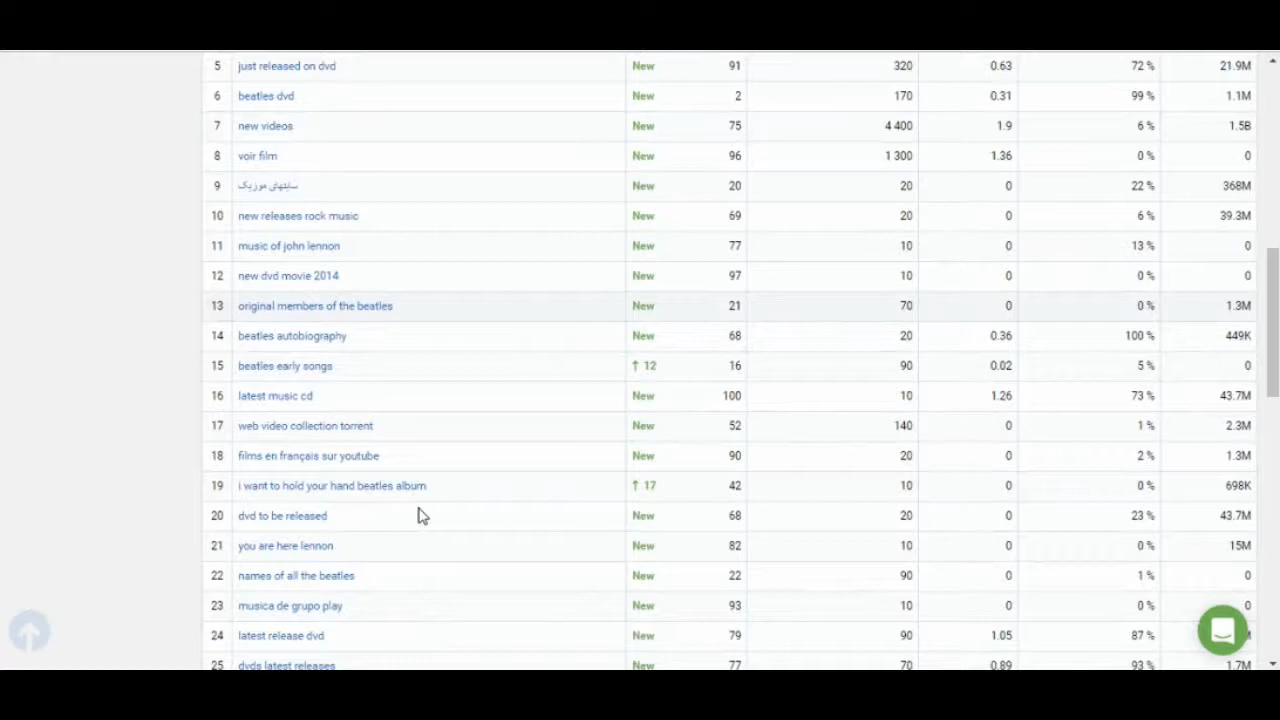 5 just released on dvd New 91 320 0.63 72 % 21.9M
6 beatles dvd New 2 170 0.31 99 % 1.1M
7 new videos New 75 4 400 1.9 6 % 1.5B
8 voir film New 96 1 300 1.36 0 % 0
9 سایتهای موزیک New 20 20 0 22 % 368M
10 new releases rock music New 69 20 0 6 % 39.3M
11 music of john lennon New 77 10 0 13 % 0
12 new dvd movie 2014 New 97 10 0 0 % 0
13 original members of the beatles New 21 70 0 0 % 1.3M
14 beatles autobiography New 68 20 0.36 100 % 449K
15 beatles early songs ↑ 12 16 90 0.02 5 % 0
16 latest music cd New 100 10 1.26 73 % 43.7M
17 web video collection torrent New 52 140 0 1 % 2.3M
18 films en français sur youtube New 90 20 0 2 % 1.3M
19 i want to hold your hand beatles album ↑ 17 42 10 0 0 % 698K
20 dvd to be released New 68 20 0 23 % 43.7M
21 you are here lennon New 82 10 0 0 % 15M
22 names of all the beatles New 22 90 0 1 % 0
23 musica de grupo play New 93 10 0 0 % 0
24 latest release dvd New 79 90 1.05 87 %
25 dvds latest releases New 77 70 0.89 93 % 1.7M